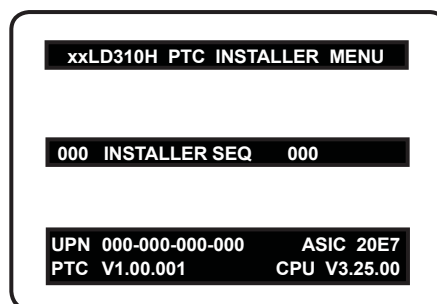 xxLD310H PTC INSTALLER MENU
000 INSTALLER SEQ 000
UPN 000-000-000-000 ASIC 20E7
PTC V1.00.001 CPU V3.25.00